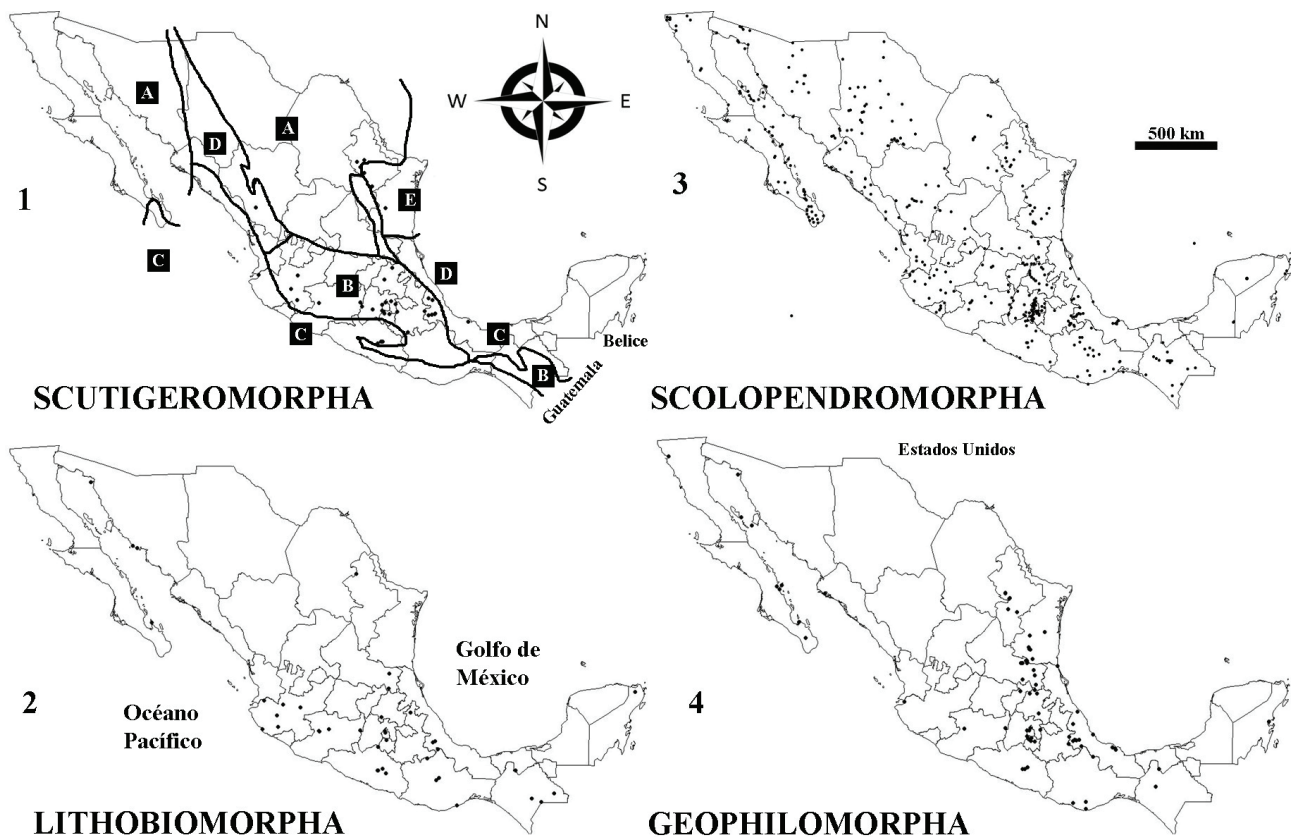 1
A
D
A
E
C
B
D
C
C
B
Belice
Guatemala
SCUTIGEROMORPHA
N
W
E
S
3
500 km
SCOLOPENDROMORPHA
2
Océano
Pacífico
Golfo de
México
LITHOBIOMORPHA
Estados Unidos
4
GEOPHILOMORPHA